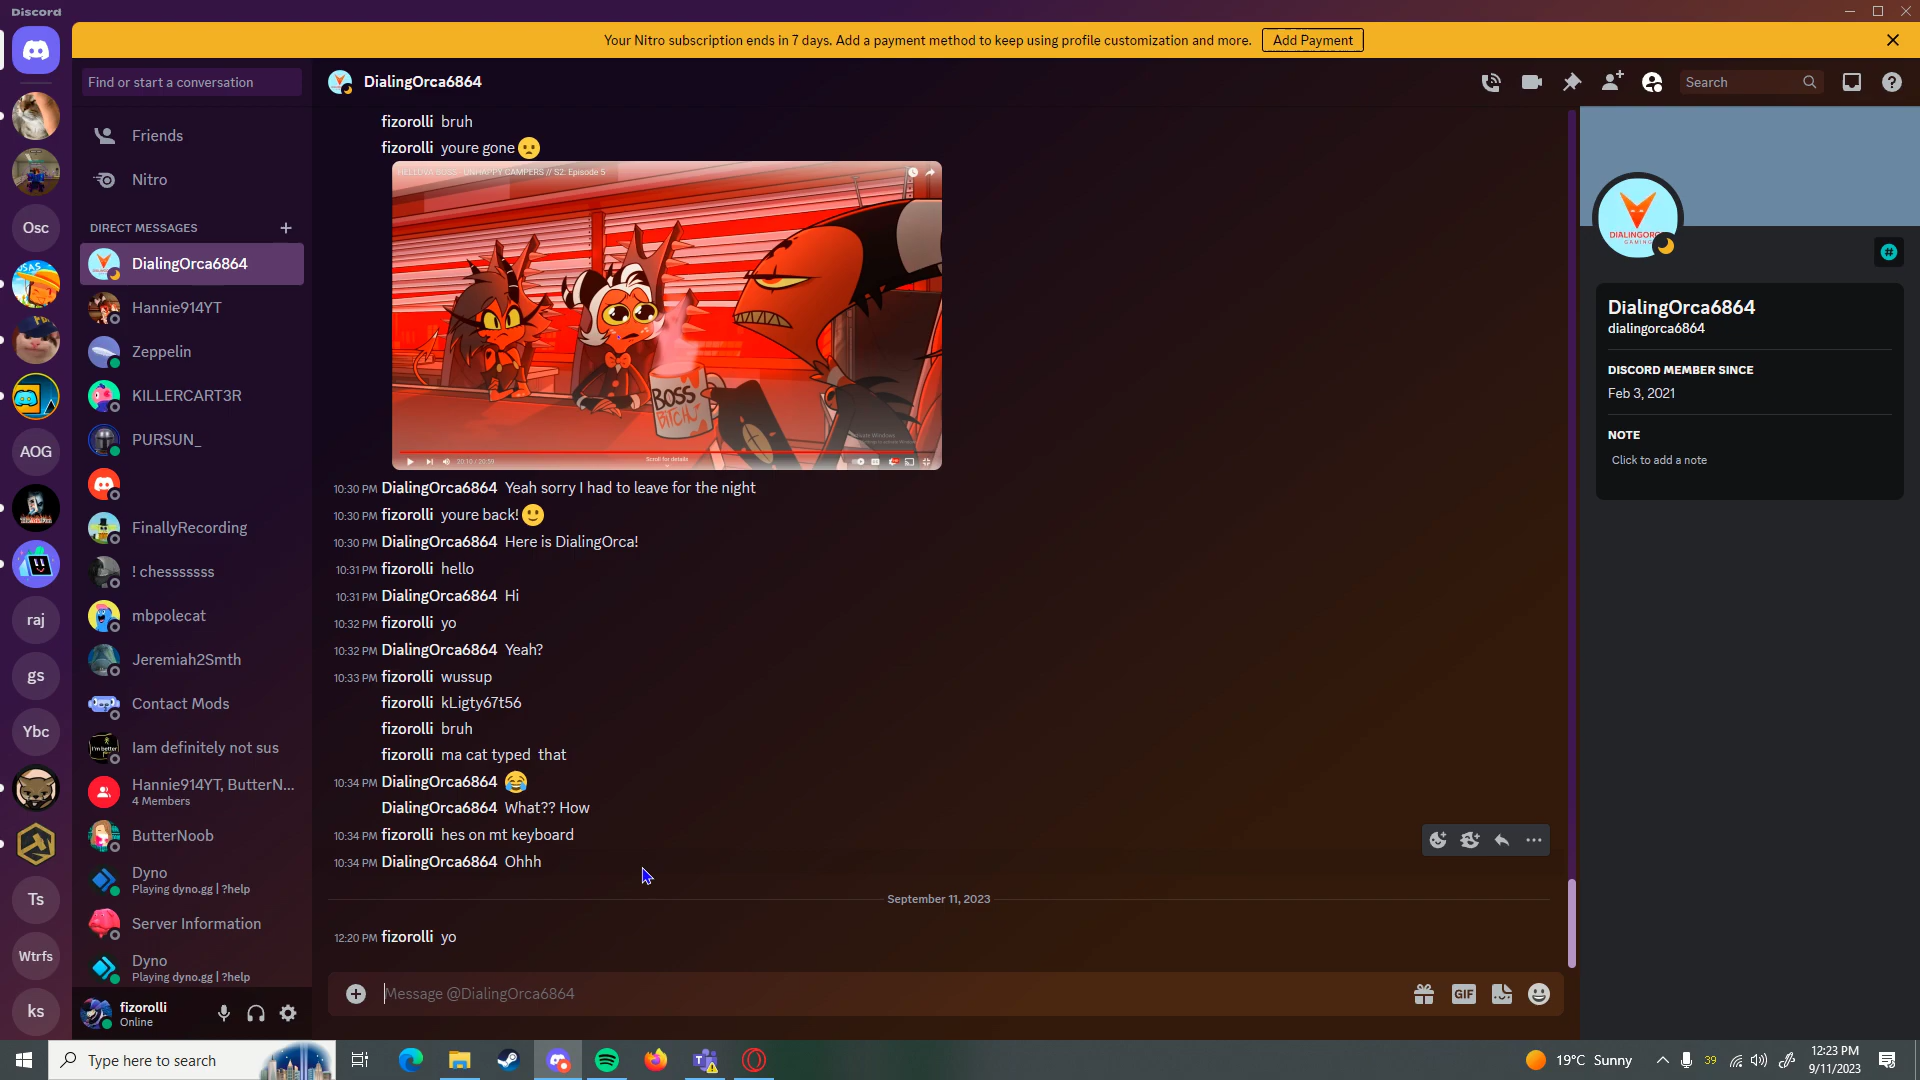 Discord
Your Nitro subscription ends in 7 days. Add a payment method to keep using profile customization and more. Add Payment
Find or start a conversation
DialingOrca6864
Search
Friends
Nitro
DIRECT MESSAGES
DialingOrca6864
Hannie914YT
Zeppelin
KILLERCART3R
PURSUN_
FinallyRecording
! chesssssss
mbpolecat
Jeremiah2Smth
Contact Mods
Iam definitely not sus
Hannie914YT, ButterN...
4 Members
ButterNoob
Dyno
Playing dyno.gg | ?help
Server Information
Dyno
Playing dyno.gg | ?help
fizorolli
Online
Osc
AOG
raj
gs
Ybc
Ts
Wtrfs
ks
fizorolli bruh
fizorolli youre gone
UNHAPPY CAMPERS // S2: Episode 5
BOSS
BITCH
Scroll for details
10:30 PM DialingOrca6864 Yeah sorry I had to leave for the night
10:30 PM fizorolli youre back!
10:30 PM DialingOrca6864 Here is DialingOrca!
10:31 PM fizorolli hello
10:31 PM DialingOrca6864 Hi
10:32 PM fizorolli yo
10:32 PM DialingOrca6864 Yeah?
10:33 PM fizorolli wussup
fizorolli kLigty67t56
fizorolli bruh
fizorolli ma cat typed that
10:34 PM DialingOrca6864
DialingOrca6864 What?? How
10:34 PM fizorolli hes on mt keyboard
10:34 PM DialingOrca6864 Ohhh
September 11, 2023
12:20 PM fizorolli yo
Message @DialingOrca6864
GIF
DialingOrca6864
dialingorca6864
DISCORD MEMBER SINCE
Feb 3, 2021
NOTE
Click to add a note
Type here to search
19°C Sunny
39
12:23 PM
9/11/2023